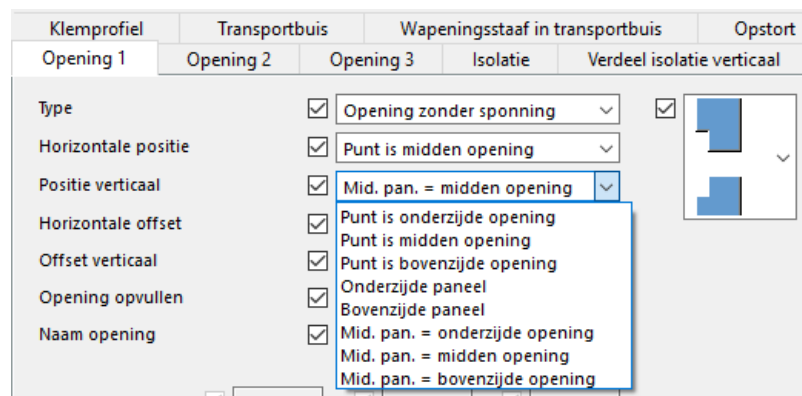 Klemprofiel Transportbuis Wapeningsstaaf in transportbuis Opstort
Opening 1 Opening 2 Opening 3 Isolatie Verdeel isolatie verticaal
Type Opening zonder sponning
Horizontale positie Punt is midden opening
Positie verticaal Mid. pan. = midden opening
Horizontale offset Punt is onderzijde opening
Punt is midden opening
Offset verticaal Punt is bovenzijde opening
Onderzijde paneel
Opening opvullen Bovenzijde paneel
Naam opening Mid. pan. = onderzijde opening
Mid. pan. = midden opening
Mid. pan. = bovenzijde opening